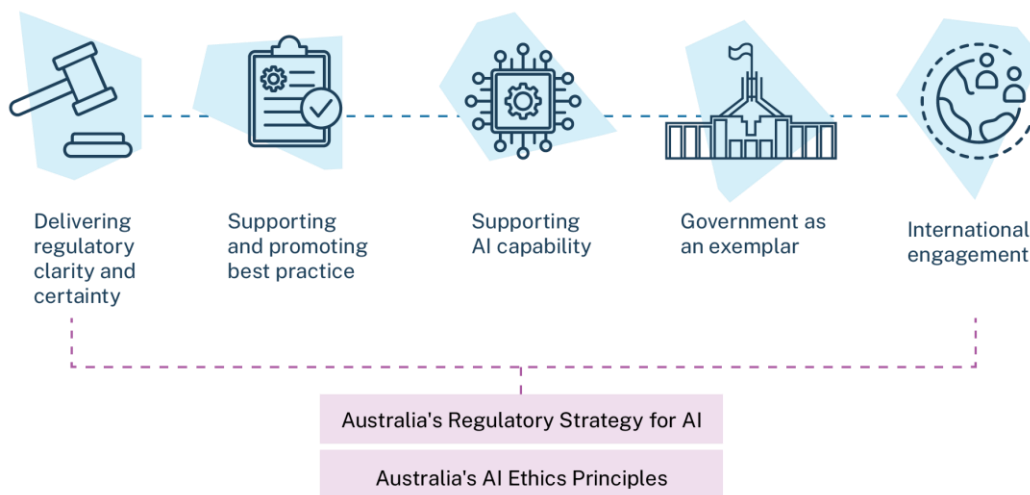 Delivering
regulatory
clarity and
certainty
Supporting
and promoting
best practice
Supporting
AI capability
Government as
an exemplar
International
engagement
Australia's Regulatory Strategy for AI
Australia's AI Ethics Principles